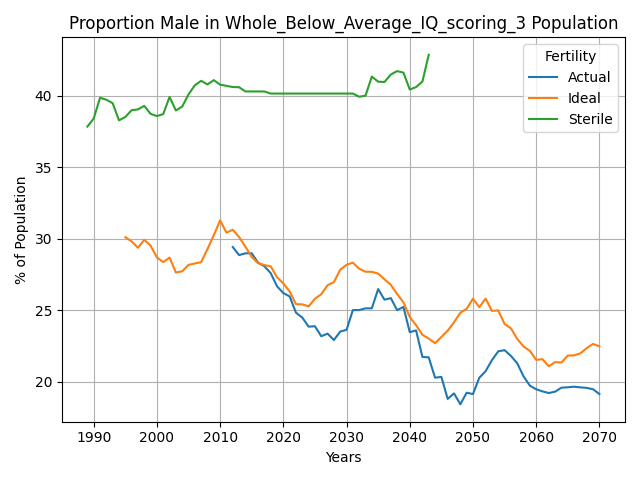 Proportion Male in Whole_Below_Average_IQ_scoring_3 Population
Fertility
Actual
Ideal
Sterile
% of Population
40
35
30
25
20
1990 2000 2010 2020 2030 2040 2050 2060 2070
Years